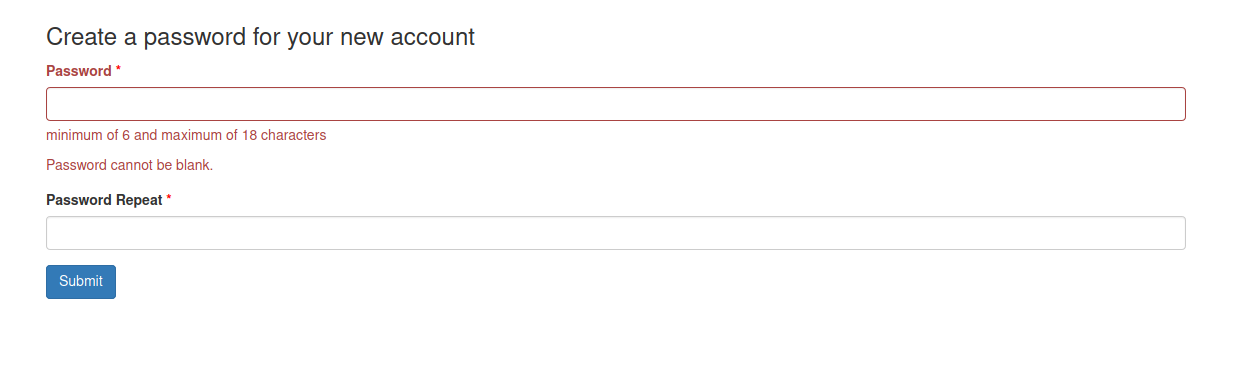 Create a password for your new account
Password *
minimum of 6 and maximum of 18 characters
Password cannot be blank.
Password Repeat *
Submit